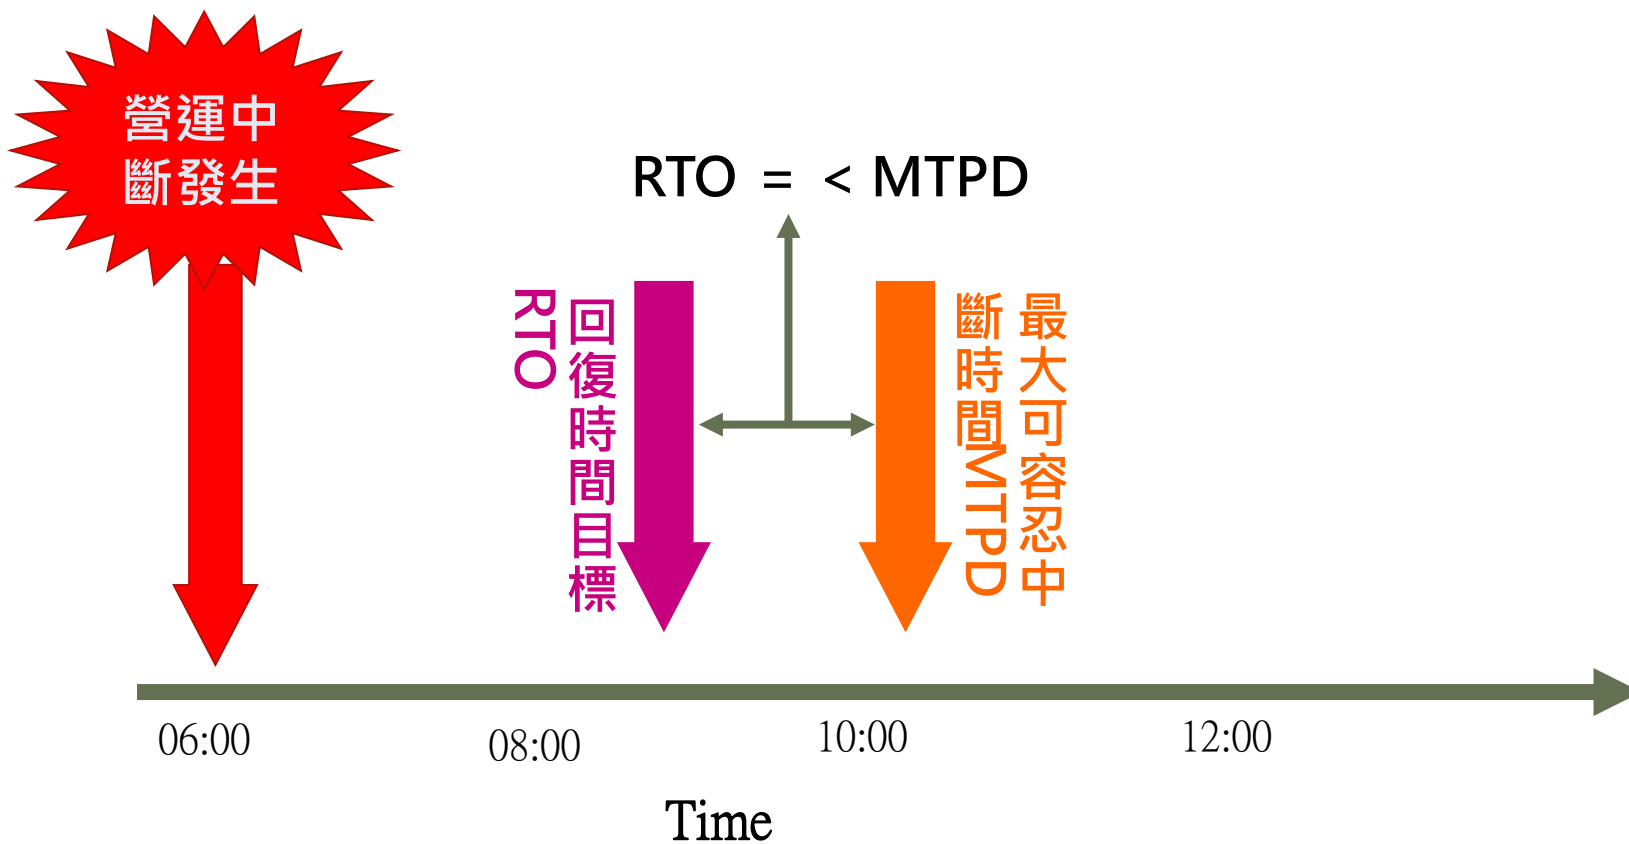 營運中
斷發生
RTO = < MTPD
回復時間目標
RTO
最大可容忍中
斷時間MTPD
06:00
08:00
10:00
12:00
Time